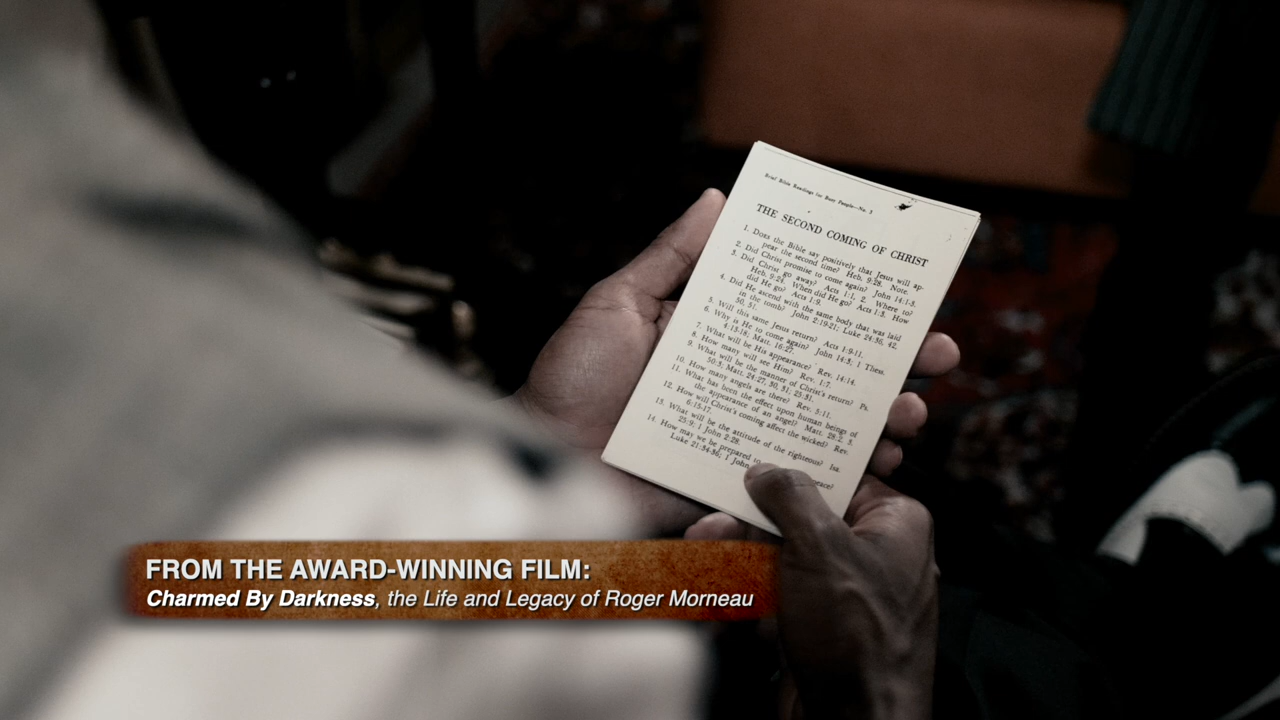 Brief Bible Readings for Busy People—No. 3
THE SECOND COMING OF CHRIST
1. Does the Bible say positively that Jesus will ap-
pear the second time? Heb. 9:28. Note.
2. Did Christ promise to come again? John 14:1-3.
3. Did Christ go away? Acts 1:1, 2. Where to?
Heb. 9:24. When did He go? Acts 1:3. How
did He go? Acts 1:9.
4. Did He ascend with the same body that was laid
in the tomb? John 2:19-21; Luke 24:36, 42,
50, 51.
5. Will this same Jesus return? Acts 1:9-11.
6. Why is He to come again? John 14:3; 1 Thess.
4:13-18; Matt. 16:27.
7. What will be His appearance? Rev. 14:14.
8. How many will see Him? Rev. 1:7.
9. What will be the manner of Christ's return? Ps.
50:3; Matt. 24:27, 30, 31; 25:31.
10. How many angels are there? Rev. 5:11.
11. What has been the effect upon human beings of
the appearance of an angel? Matt. 28:2, 3.
12. How will Christ's coming affect the wicked? Rev.
6:15-17.
13. What will be the attitude of the righteous? Isa.
25:9; 1 John 2:28.
14. How may we be prepared to peace?
Luke 21:34-36; 1 John
FROM THE AWARD-WINNING FILM:
Charmed By Darkness, the Life and Legacy of Roger Morneau